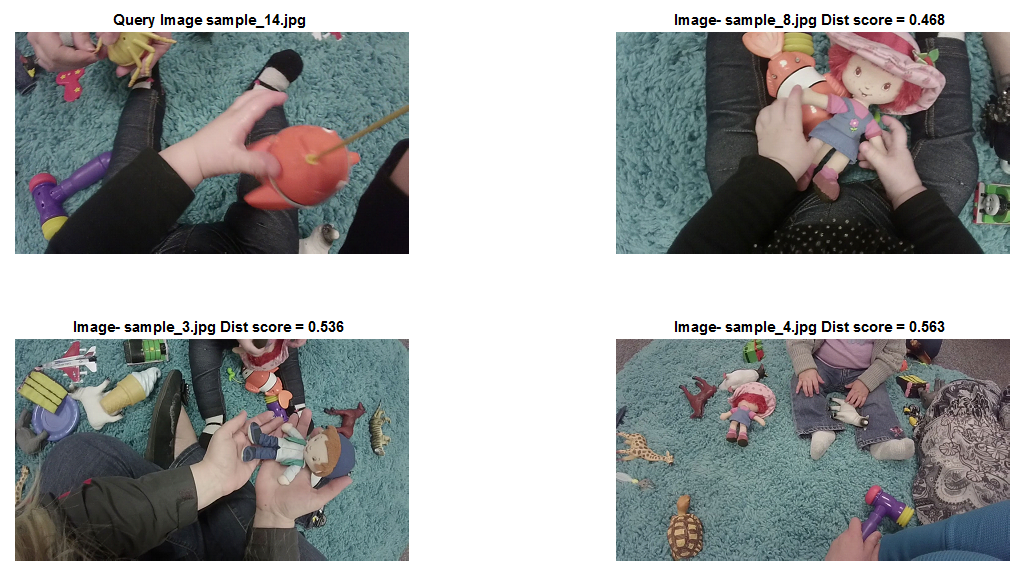 Query Image sample_14.jpg
Image- sample_8.jpg Dist score = 0.468
Image- sample_3.jpg Dist score = 0.536
Image- sample_4.jpg Dist score = 0.563